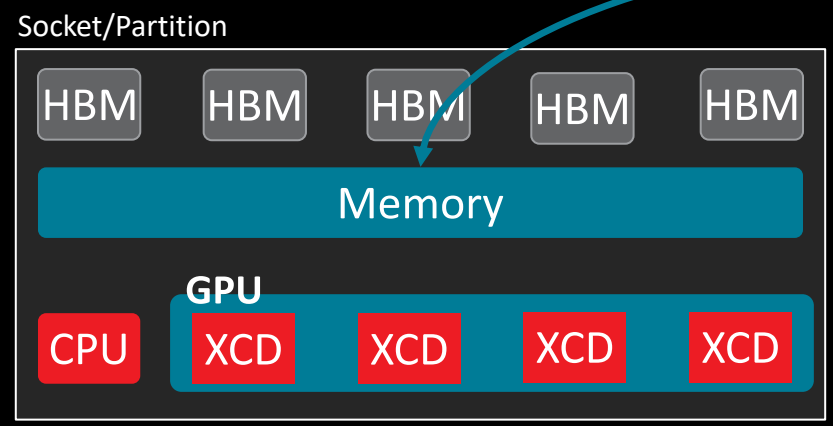 Socket/Partition
HBM HBM HBM HBM HBM
Memory
GPU
CPU XCD XCD XCD XCD